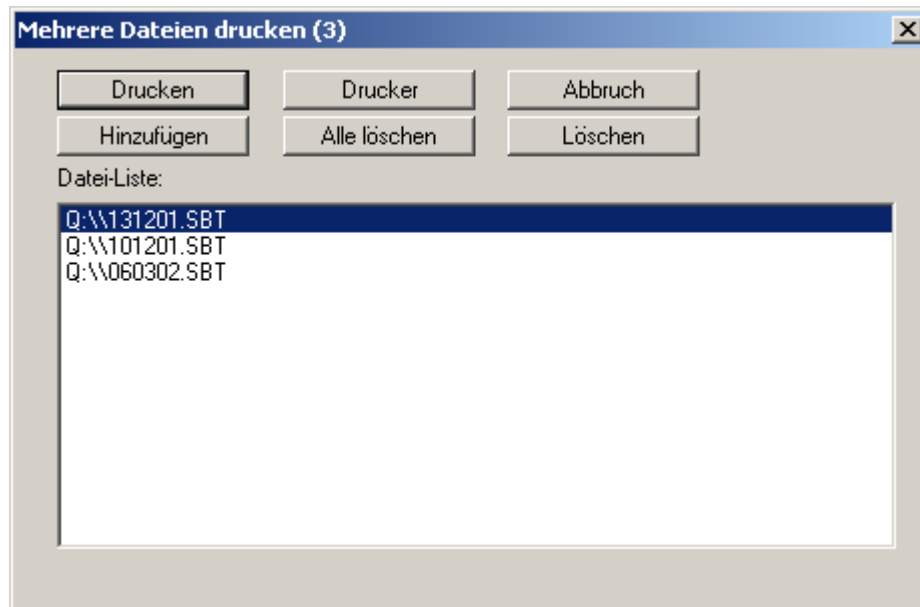 Mehrere Dateien drucken (3)
Drucken Drucker Abbruch
Hinzufügen Alle löschen Löschen
Datei-Liste:
Q:\\131201.SBT
Q:\\101201.SBT
Q:\\060302.SBT